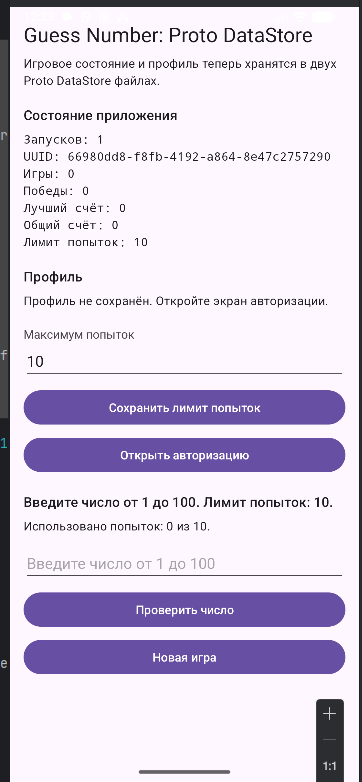 Guess Number: Proto DataStore
Игровое состояние и профиль теперь хранятся в двух
Proto DataStore файлах.
Состояние приложения
Запусков: 1
UUID: 66980dd8-f8fb-4192-a864-8e47c2757290
Игры: 0
Победы: 0
Лучший счёт: 0
Общий счёт: 0
Лимит попыток: 10
Профиль
Профиль не сохранён. Откройте экран авторизации.
Максимум попыток
10
Сохранить лимит попыток
Открыть авторизацию
Введите число от 1 до 100. Лимит попыток: 10.
Использовано попыток: 0 из 10.
Введите число от 1 до 100
Проверить число
Новая игра
1:1